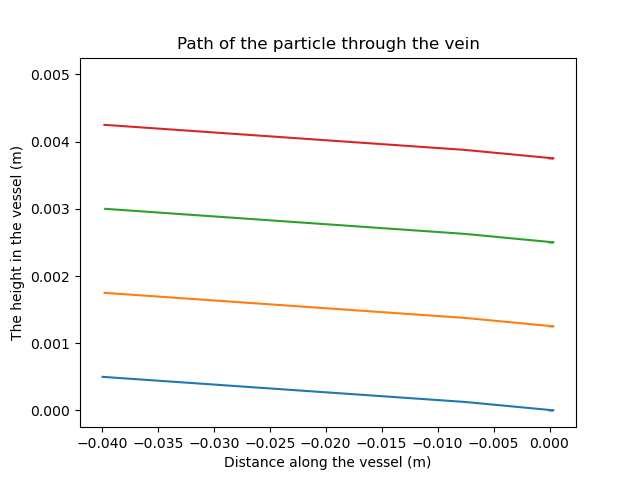 Path of the particle through the vein
0.005
0.004
0.003
0.002
0.001
0.000
The height in the vessel (m)
−0.040 −0.035 −0.030 −0.025 −0.020 −0.015 −0.010 −0.005 0.000
Distance along the vessel (m)